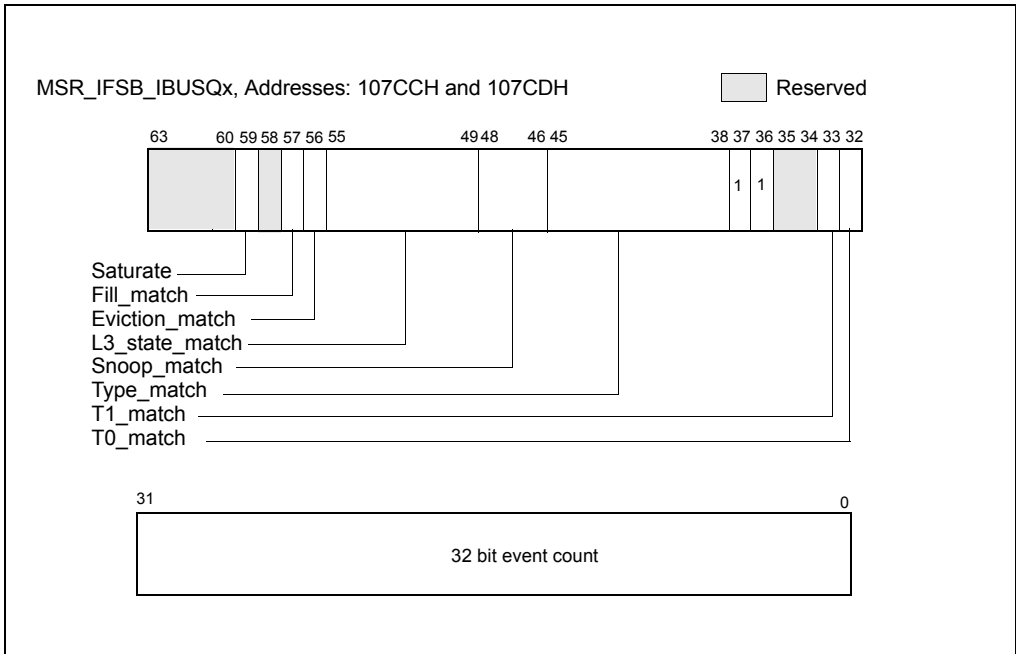 MSR_IFSB_IBUSQx, Addresses: 107CCH and 107CDH
Reserved
63 60 59 58 57 56 55 49 48 46 45 38 37 36 35 34 33 32
1 1
Saturate
Fill_match
Eviction_match
L3_state_match
Snoop_match
Type_match
T1_match
T0_match
31 0
32 bit event count